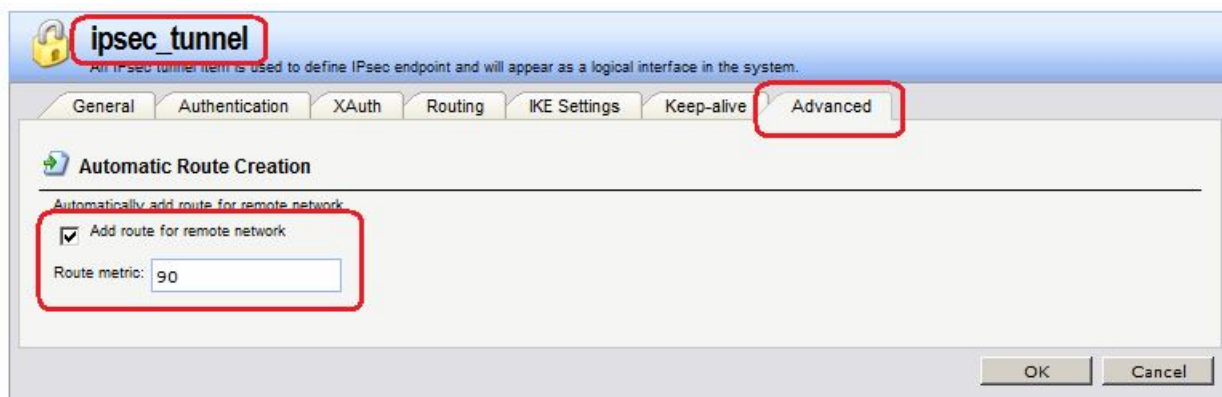 ipsec_tunnel
An IPsec tunnel item is used to define IPsec endpoint and will appear as a logical interface in the system.
General Authentication XAuth Routing IKE Settings Keep-alive Advanced
Automatic Route Creation
Automatically add route for remote network
Add route for remote network
Route metric: 90
OK Cancel